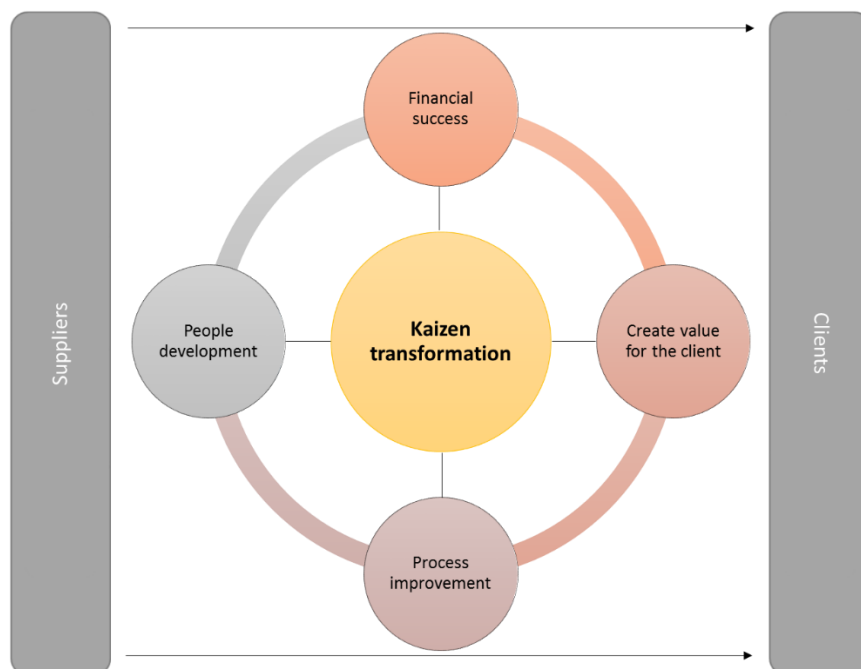 Financial
success
Suppliers
People
development
Kaizen
transformation
Create value
for the client
Clients
Process
improvement